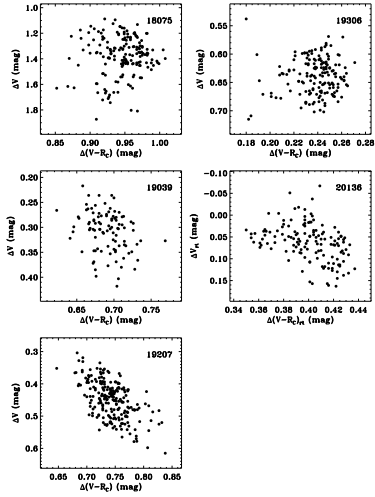 18075
1.0
1.2
1.4
1.6
1.8
ΔV (mag)
0.85 0.90 0.95 1.00
Δ(V−R_C) (mag)
19306
0.55
0.60
0.65
0.70
ΔV (mag)
0.18 0.20 0.22 0.24 0.26 0.28
Δ(V−R_C) (mag)
19039
0.20
0.25
0.30
0.35
0.40
ΔV (mag)
0.65 0.70 0.75
Δ(V−R_C) (mag)
20136
−0.10
−0.05
0.00
0.05
0.10
0.15
ΔV_rt (mag)
0.34 0.36 0.38 0.40 0.42 0.44
Δ(V−R_C)_rt (mag)
19207
0.3
0.4
0.5
0.6
ΔV (mag)
0.65 0.70 0.75 0.80 0.85
Δ(V−R_C) (mag)